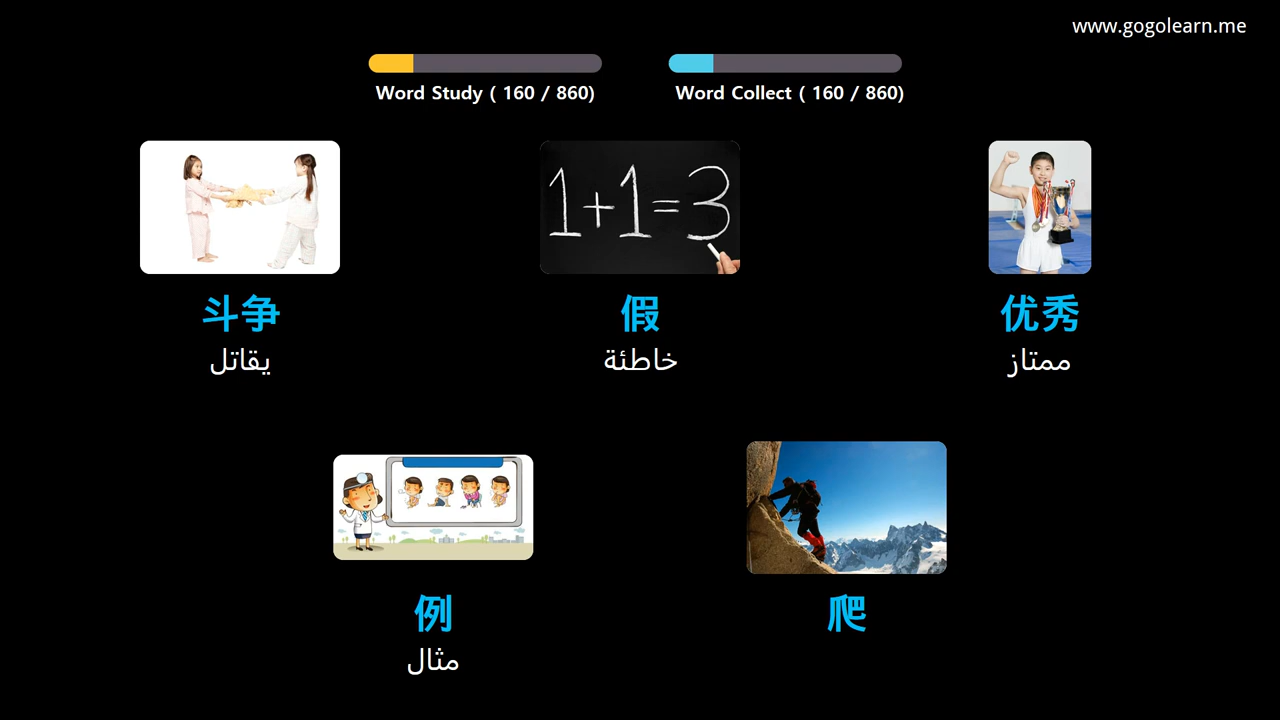 www.gogolearn.me
Word Study ( 160 / 860)
Word Collect ( 160 / 860)
1+1=3
斗争
يقاتل
假
خاطئة
优秀
ممتاز
例
مثال
爬